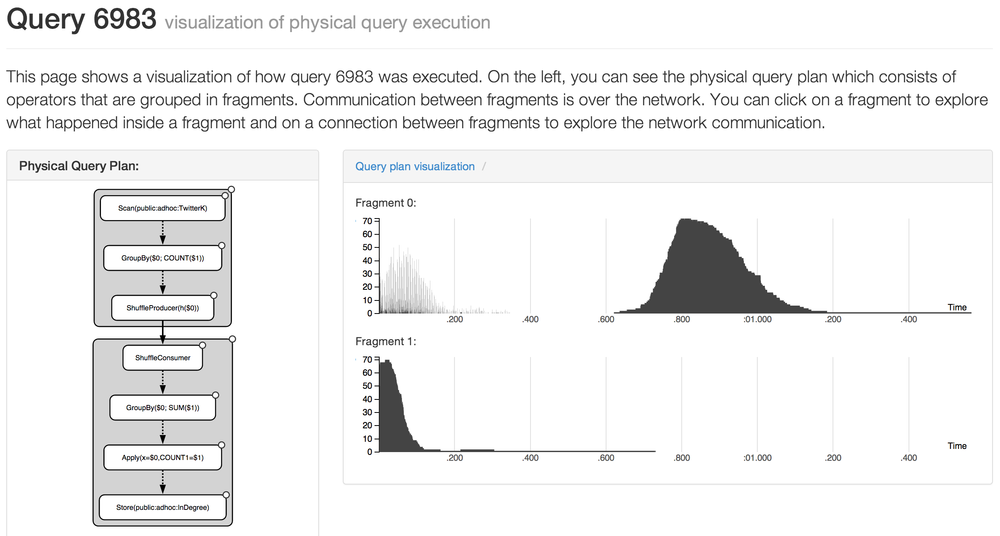 Query 6983 visualization of physical query execution
This page shows a visualization of how query 6983 was executed. On the left, you can see the physical query plan which consists of
operators that are grouped in fragments. Communication between fragments is over the network. You can click on a fragment to explore
what happened inside a fragment and on a connection between fragments to explore the network communication.
Physical Query Plan:
Scan(public:adhoc:TwitterK)
GroupBy($0; COUNT($1))
ShuffleProducer(h($0))
ShuffleConsumer
GroupBy($0; SUM($1))
Apply(x=$0,COUNT1=$1)
Store(public:adhoc:InDegree)
Query plan visualization /
Fragment 0:
70
60
50
40
30
20
10
0
Time
.200 .400 .600 .800 :01.000 .200 .400
Fragment 1:
70
60
50
40
30
20
10
0
Time
.200 .400 .600 .800 :01.000 .200 .400